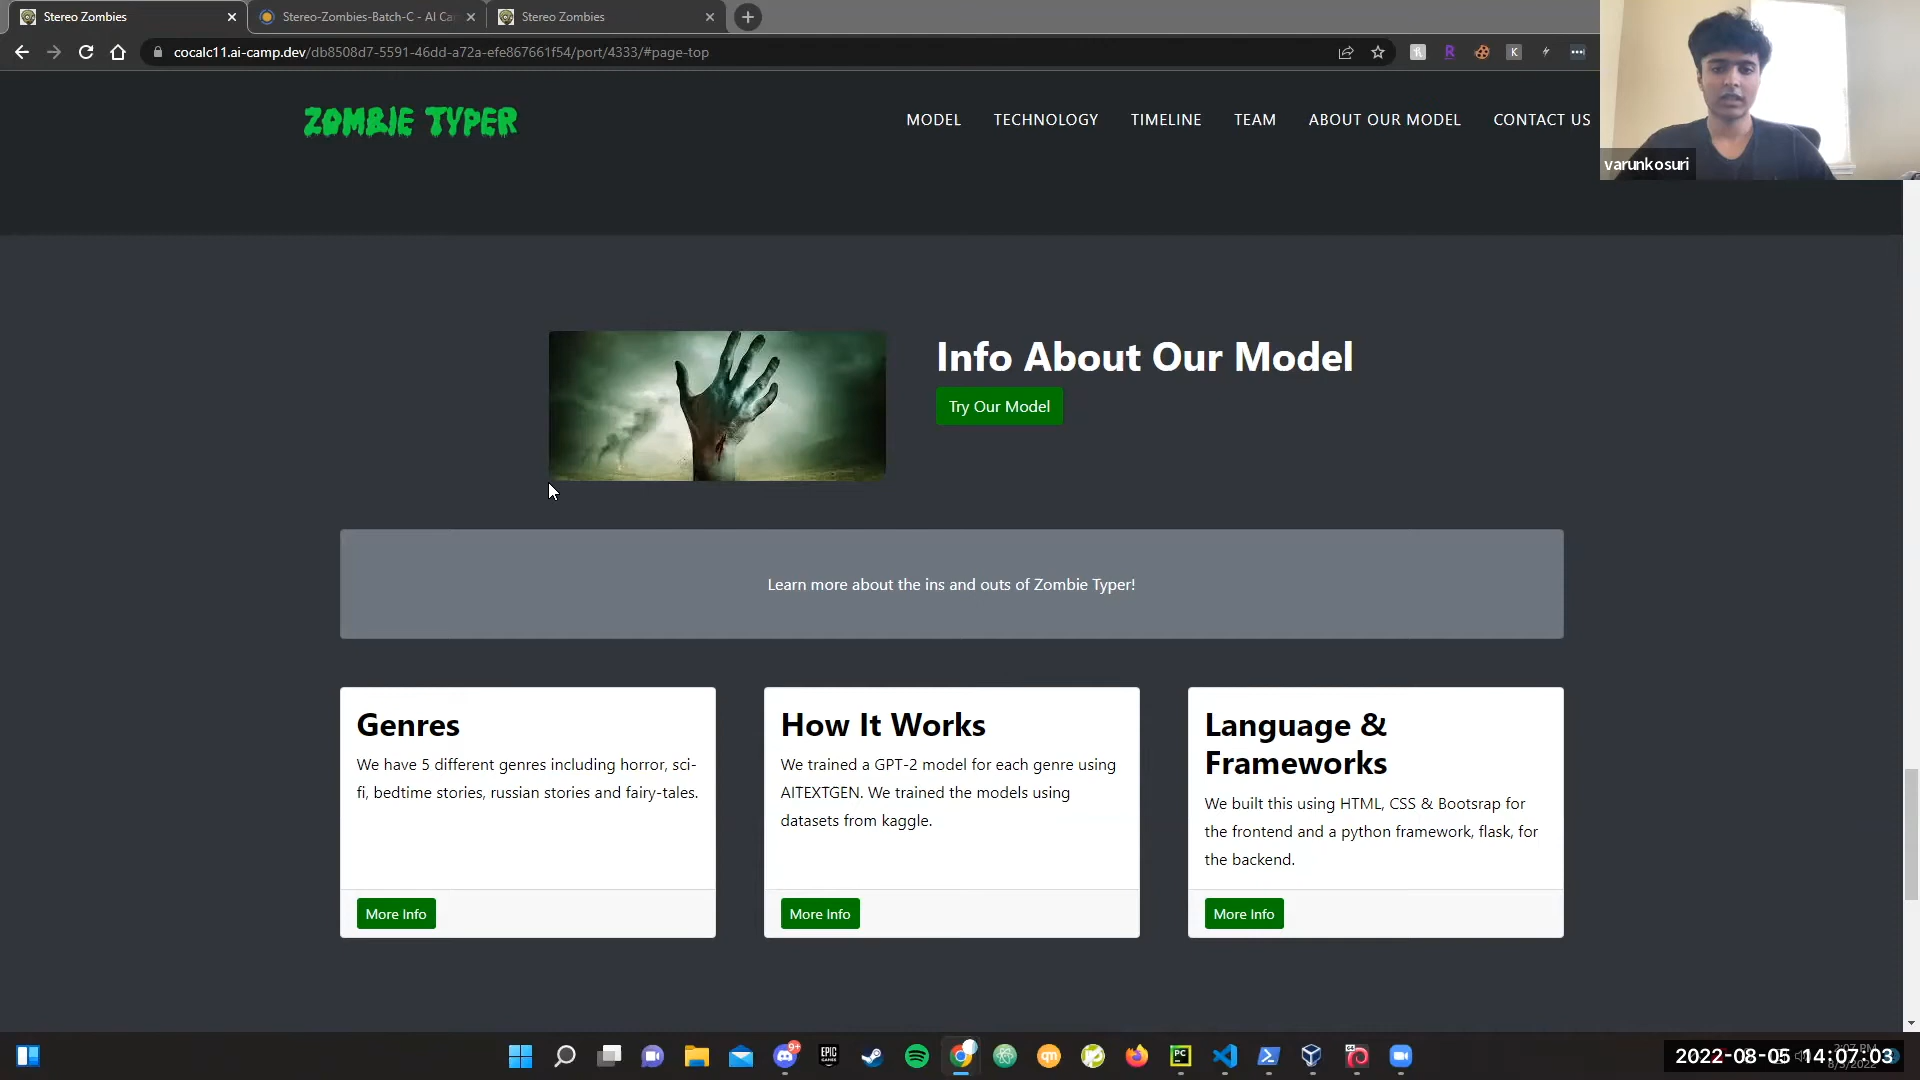 Stereo Zombies
Stereo-Zombies-Batch-C - AI Ca
Stereo Zombies
cocalc11.ai-camp.dev/db8508d7-5591-46dd-a72a-efe867661f54/port/4333/#page-top
ZOMBIE TYPER
MODEL
TECHNOLOGY
TIMELINE
TEAM
ABOUT OUR MODEL
CONTACT US
varunkosuri
Info About Our Model
Try Our Model
Learn more about the ins and outs of Zombie Typer!
Genres
We have 5 different genres including horror, sci-
fi, bedtime stories, russian stories and fairy-tales.
More Info
How It Works
We trained a GPT-2 model for each genre using
AITEXTGEN. We trained the models using
datasets from kaggle.
More Info
Language &
Frameworks
We built this using HTML, CSS & Bootsrap for
the frontend and a python framework, flask, for
the backend.
More Info
9+
EPIC
GAMES
qm
PC
2022-08-05 14:07:03